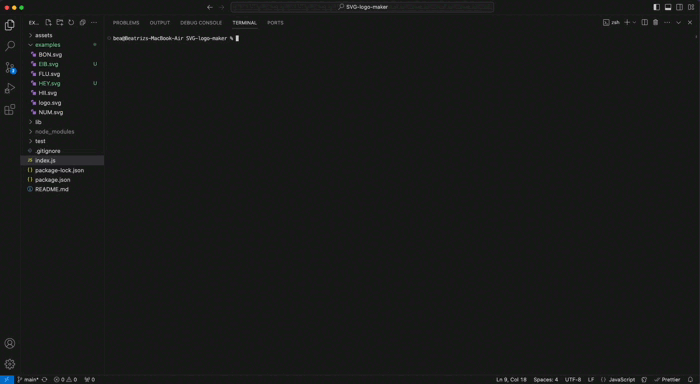 SVG-logo-maker
EX...
PROBLEMS OUTPUT DEBUG CONSOLE TERMINAL PORTS
zsh
assets
bea@Beatrizs-MacBook-Air SVG-logo-maker %
examples
BON.svg
EIB.svg U
FLU.svg
HEY.svg U
HII.svg
logo.svg
NUM.svg
lib
node_modules
test
.gitignore
JS index.js
package-lock.json
package.json
README.md
main* 0 0 0 Ln 9, Col 18 Spaces: 4 UTF-8 LF JavaScript Prettier